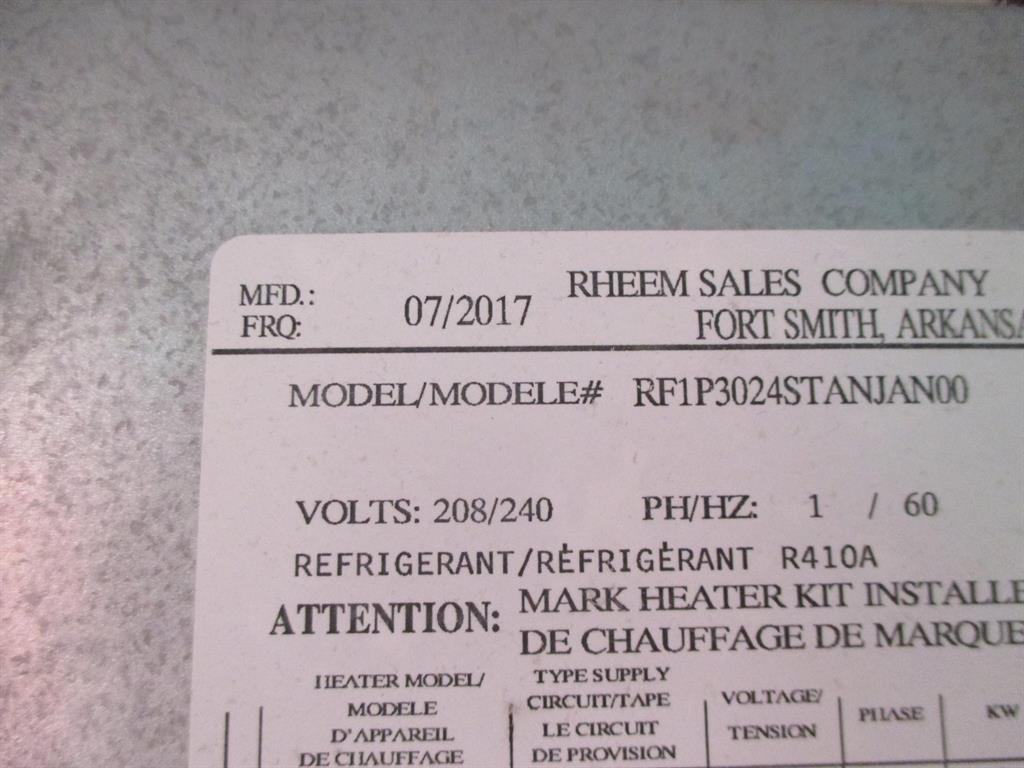 MFD.: 07/2017 RHEEM SALES COMPANY
FRQ: FORT SMITH, ARKANSA
MODEL/MODELE# RF1P3024STANJAN00
VOLTS: 208/240 PH/HZ: 1 / 60
REFRIGERANT/RĖFRIGĖRANT R410A
ATTENTION: MARK HEATER KIT INSTALLE
DE CHAUFFAGE DE MARQUE
HEATER MODEL/
MODELE
D'APPAREIL
DE CHAUFFAGE
TYPE SUPPLY
CIRCUIT/TAPE
LE CIRCUIT
DE PROVISION
VOLTAGE/
TENSION
PHASE
KW